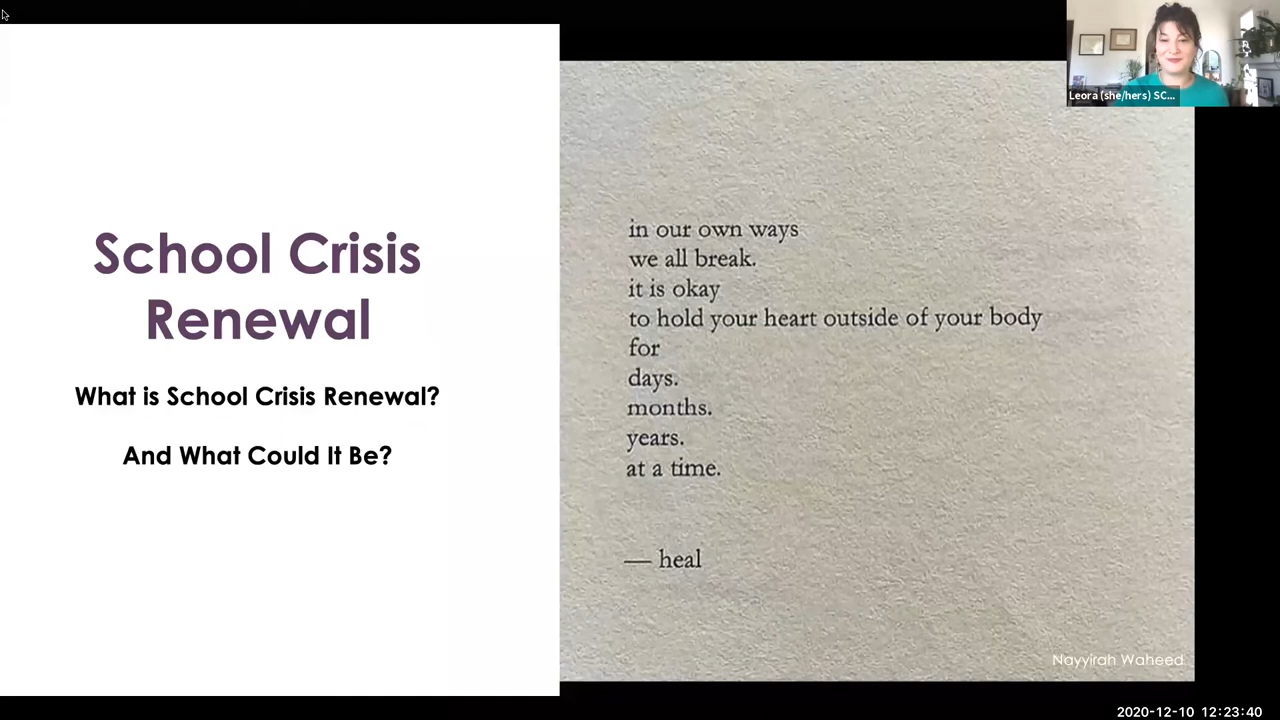 School Crisis
Renewal
What is School Crisis Renewal?
And What Could It Be?
in our own ways
we all break.
it is okay
to hold your heart outside of your body
for
days.
months.
years.
at a time.
— heal
Nayyirah Waheed
Leora (she/hers) SC...
2020-12-10 12:23:40